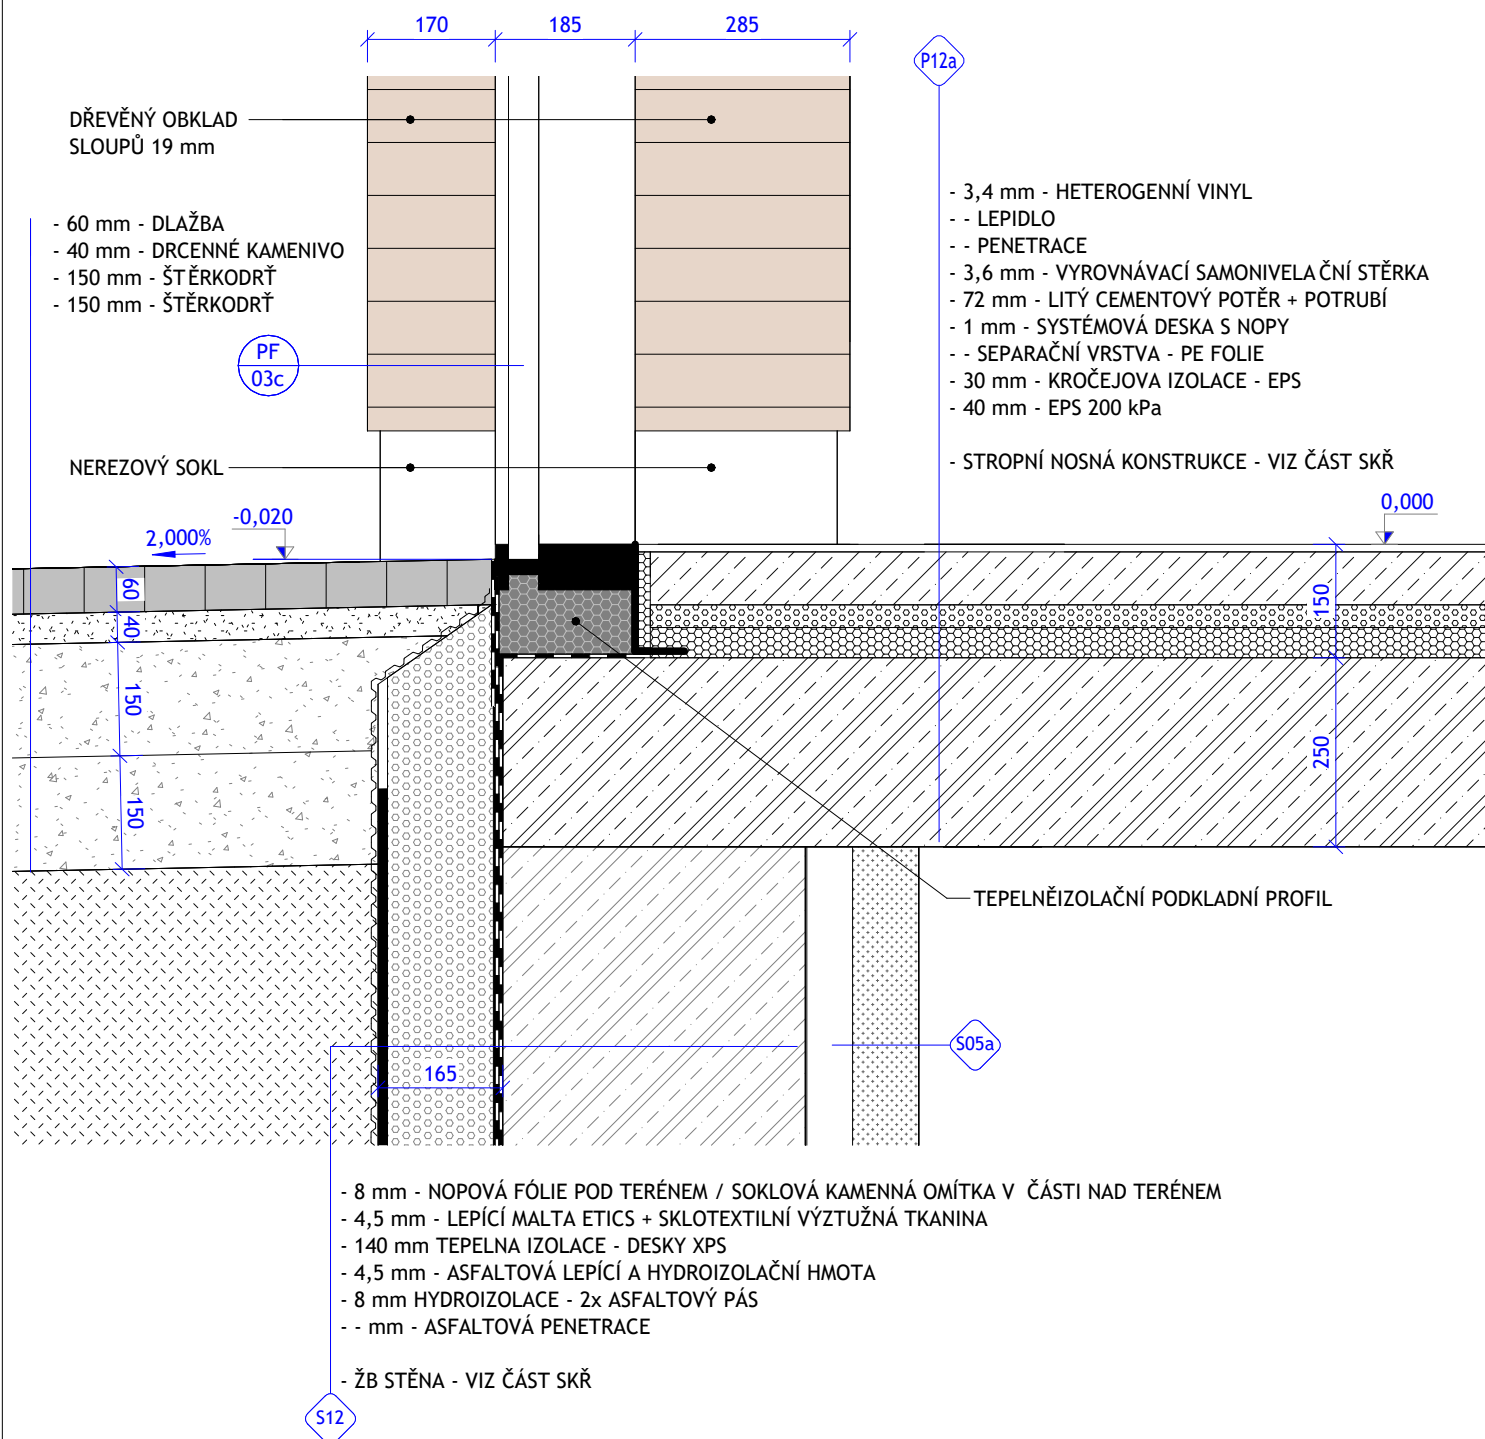 170
185
285
P12a
DŘEVĚNÝ OBKLAD
SLOUPŮ 19 mm
- 60 mm - DLAŽBA
- 40 mm - DRCENNÉ KAMENIVO
- 150 mm - ŠTĚRKODRŤ
- 150 mm - ŠTĚRKODRŤ
- 3,4 mm - HETEROGENNÍ VINYL
- - LEPIDLO
- - PENETRACE
- 3,6 mm - VYROVNÁVACÍ SAMONIVELAČNÍ STĚRKA
- 72 mm - LITÝ CEMENTOVÝ POTĚR + POTRUBÍ
- 1 mm - SYSTÉMOVÁ DESKA S NOPY
- - SEPARAČNÍ VRSTVA - PE FOLIE
- 30 mm - KROČEJOVA IZOLACE - EPS
- 40 mm - EPS 200 kPa
- STROPNÍ NOSNÁ KONSTRUKCE - VIZ ČÁST SKŘ
PF
03c
NEREZOVÝ SOKL
-0,020
2,000%
0,000
60
40
150
150
150
250
TEPELNĚIZOLAČNÍ PODKLADNÍ PROFIL
S05a
165
- 8 mm - NOPOVÁ FÓLIE POD TERÉNEM / SOKLOVÁ KAMENNÁ OMÍTKA V ČÁSTI NAD TERÉNEM
- 4,5 mm - LEPÍCÍ MALTA ETICS + SKLOTEXTILNÍ VÝZTUŽNÁ TKANINA
- 140 mm TEPELNA IZOLACE - DESKY XPS
- 4,5 mm - ASFALTOVÁ LEPÍCÍ A HYDROIZOLAČNÍ HMOTA
- 8 mm HYDROIZOLACE - 2x ASFALTOVÝ PÁS
- - mm - ASFALTOVÁ PENETRACE
- ŽB STĚNA - VIZ ČÁST SKŘ
S12